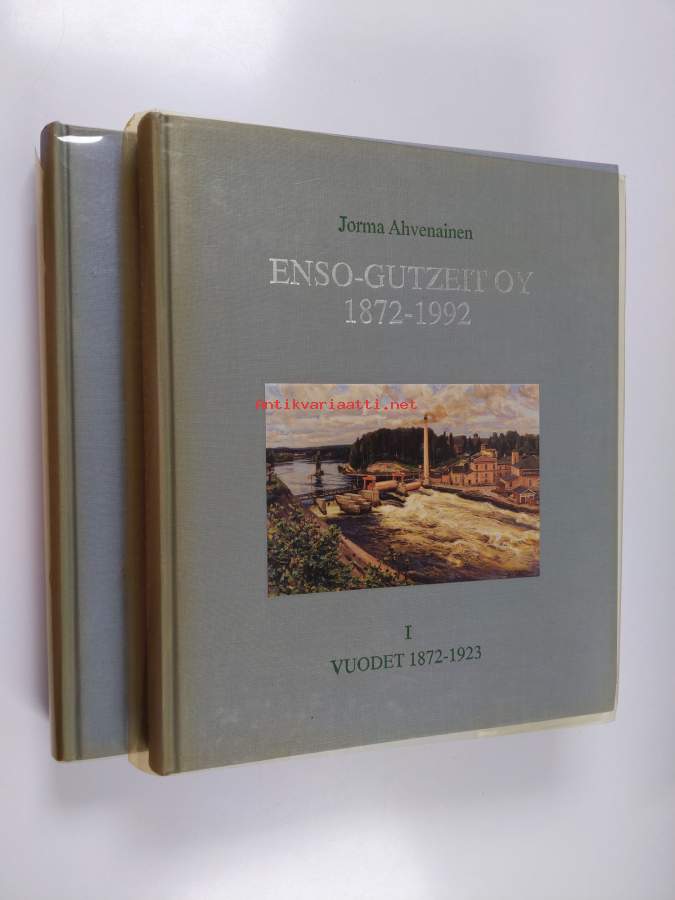 Jorma Ahvenainen
ENSO-GUTZEIT OY
1872-1992
antikvariaatti.net
I
VUODET 1872-1923